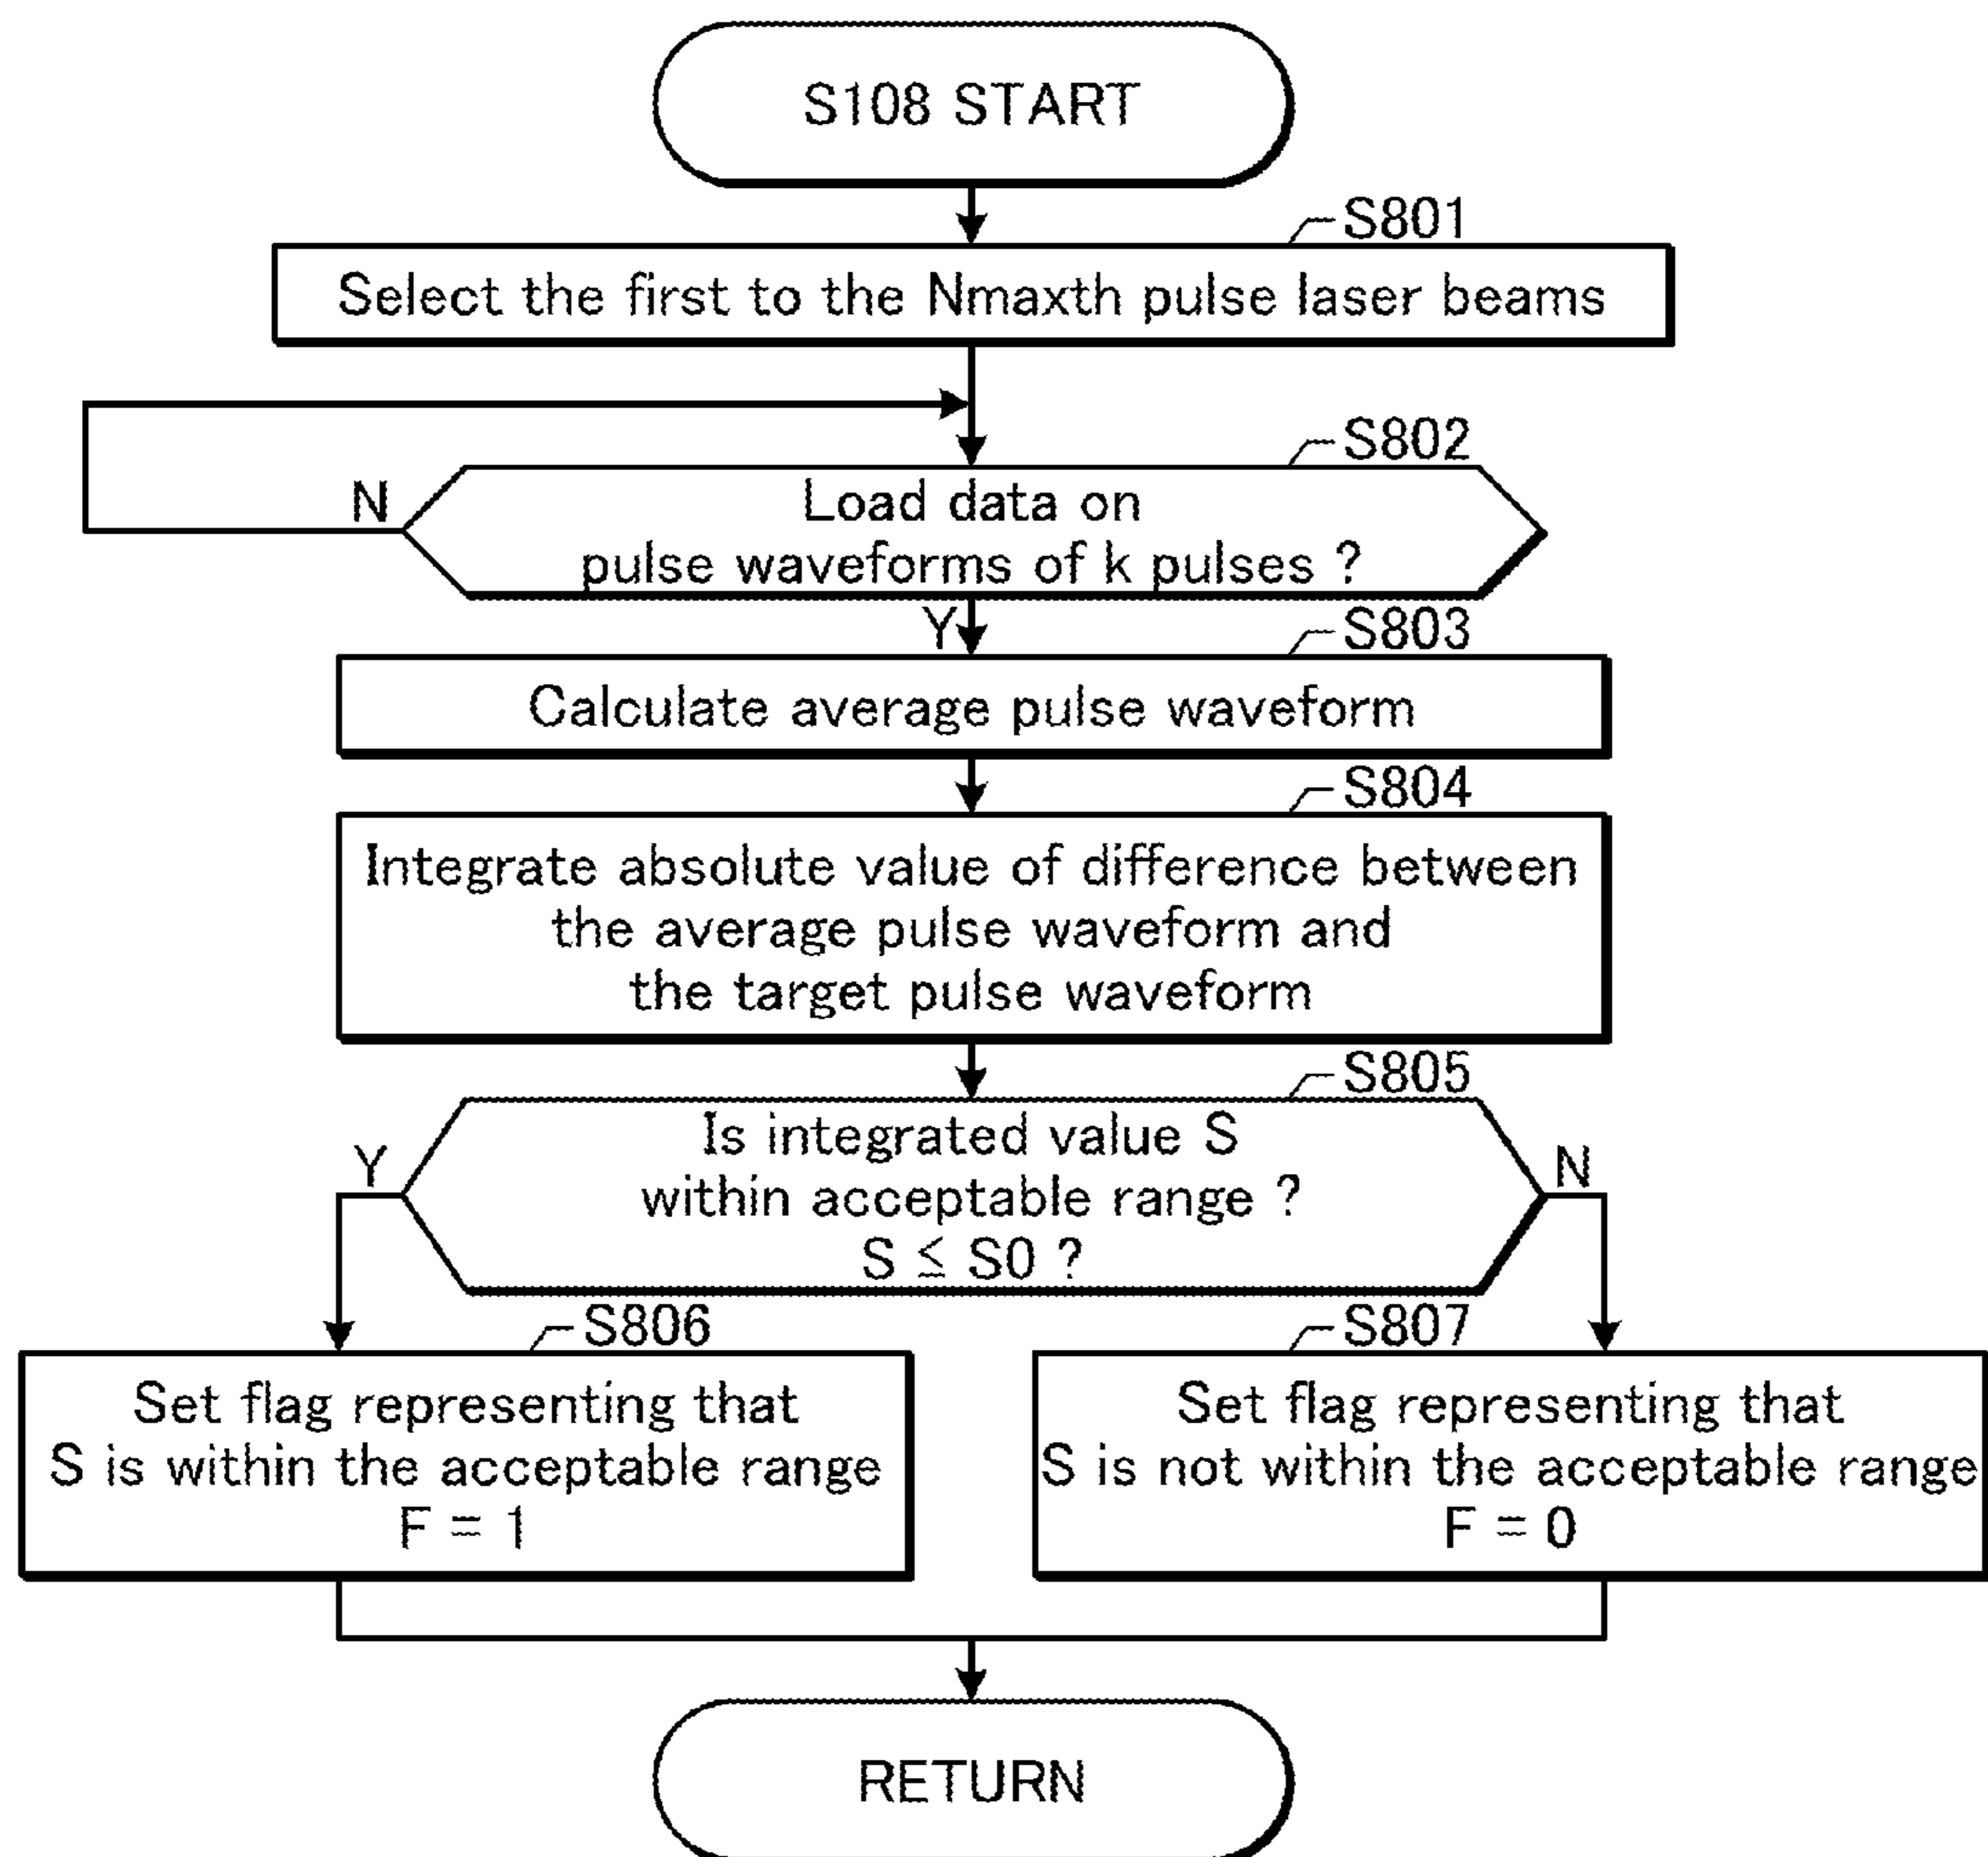 S108 START
S801
Select the first to the Nmaxth pulse laser beams
S802
N
Load data on
pulse waveforms of k pulses ?
Y
S803
Calculate average pulse waveform
S804
Integrate absolute value of difference between
the average pulse waveform and
the target pulse waveform
S805
Y
Is integrated value S
within acceptable range ?
S ≦ S0 ?
N
S806
Set flag representing that
S is within the acceptable range
F = 1
S807
Set flag representing that
S is not within the acceptable range
F = 0
RETURN